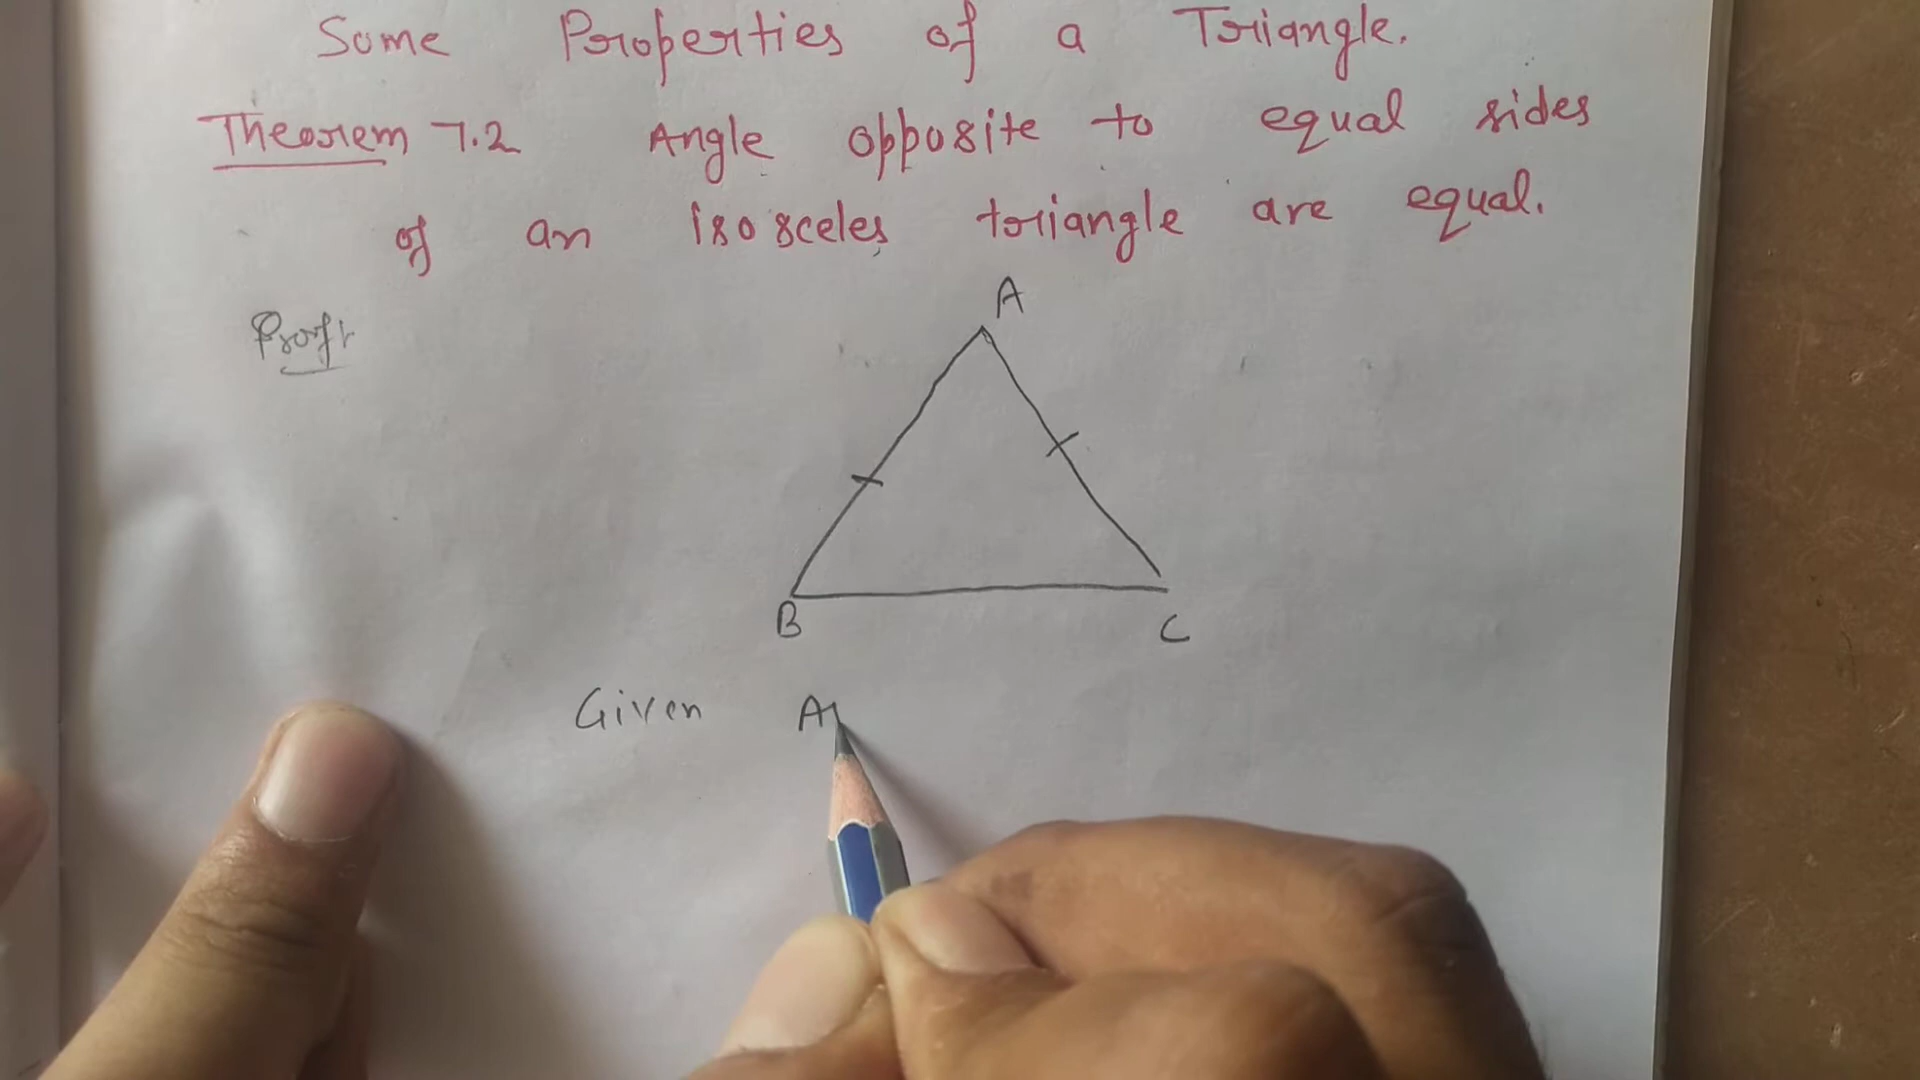 Some Properties of a Triangle.
Theorem 7.2 Angle opposite to equal sides
of an isosceles triangle are equal.
Proof
A
B
C
Given A